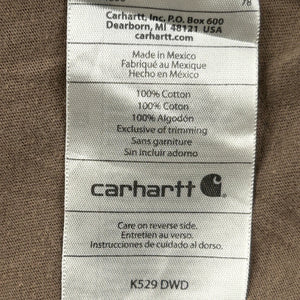 78
Carhartt, Inc. P.O. Box 600
Dearborn, MI 48121 USA
carhartt.com
Made in Mexico
Fabriqué au Mexique
Hecho en México
100% Cotton
100% Coton
100% Algodón
Exclusive of trimming
Sans garniture
Sin incluir adorno
carhartt
Care on reverse side.
Entretien au verso.
Instrucciones de cuidado al dorso.
K529 DWD